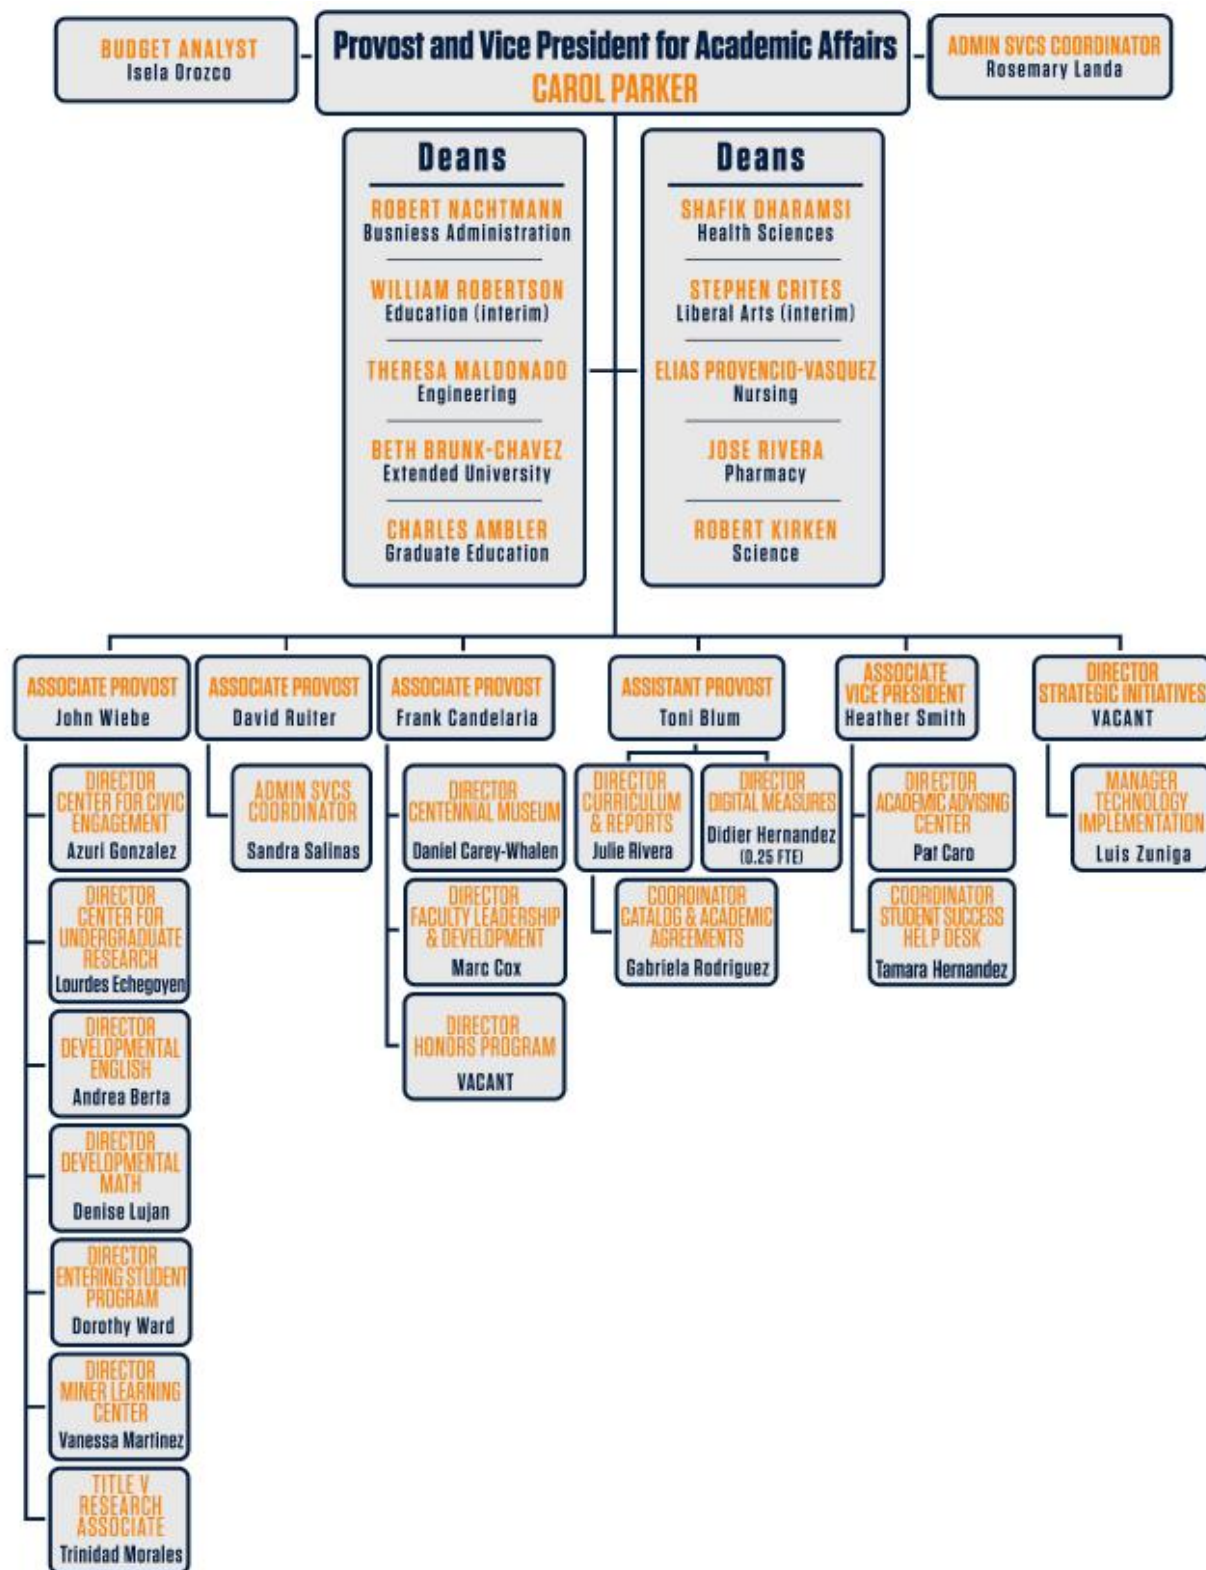 BUDGET ANALYST
Isela Orozco
Provost and Vice President for Academic Affairs
CAROL PARKER
ADMIN SVCS COORDINATOR
Rosemary Landa
Deans
ROBERT NACHTMANN
Busniess Administration
WILLIAM ROBERTSON
Education (interim)
THERESA MALDONADO
Engineering
BETH BRUNK-CHAVEZ
Extended University
CHARLES AMBLER
Graduate Education
Deans
SHAFIK DHARAMSI
Health Sciences
STEPHEN CRITES
Liberal Arts (interim)
ELIAS PROVENCIO-VASQUEZ
Nursing
JOSE RIVERA
Pharmacy
ROBERT KIRKEN
Science
ASSOCIATE PROVOST
John Wiebe
DIRECTOR
CENTER FOR CIVIC
ENGAGEMENT
Azuri Gonzalez
DIRECTOR
CENTER FOR
UNDERGRADUATE
RESEARCH
Lourdes Echegoyen
DIRECTOR
DEVELOPMENTAL
ENGLISH
Andrea Berta
DIRECTOR
DEVELOPMENTAL
MATH
Denise Lujan
DIRECTOR
ENTERING STUDENT
PROGRAM
Dorothy Ward
DIRECTOR
MINER LEARNING
CENTER
Vanessa Martinez
TITLE V
RESEARCH
ASSOCIATE
Trinidad Morales
ASSOCIATE PROVOST
David Ruiter
ADMIN SVCS
COORDINATOR
Sandra Salinas
ASSOCIATE PROVOST
Frank Candelaria
DIRECTOR
CENTENNIAL MUSEUM
Daniel Carey-Whalen
DIRECTOR
FACULTY LEADERSHIP
& DEVELOPMENT
Marc Cox
DIRECTOR
HONORS PROGRAM
VACANT
ASSISTANT PROVOST
Toni Blum
DIRECTOR
CURRICULUM
& REPORTS
Julie Rivera
DIRECTOR
DIGITAL MEASURES
Didier Hernandez
(0.25 FTE)
COORDINATOR
CATALOG & ACADEMIC
AGREEMENTS
Gabriela Rodriguez
ASSOCIATE
VICE PRESIDENT
Heather Smith
DIRECTOR
ACADEMIC ADVISING
CENTER
Pat Caro
COORDINATOR
STUDENT SUCCESS
HELP DESK
Tamara Hernandez
DIRECTOR
STRATEGIC INITIATIVES
VACANT
MANAGER
TECHNOLOGY
IMPLEMENTATION
Luis Zuniga